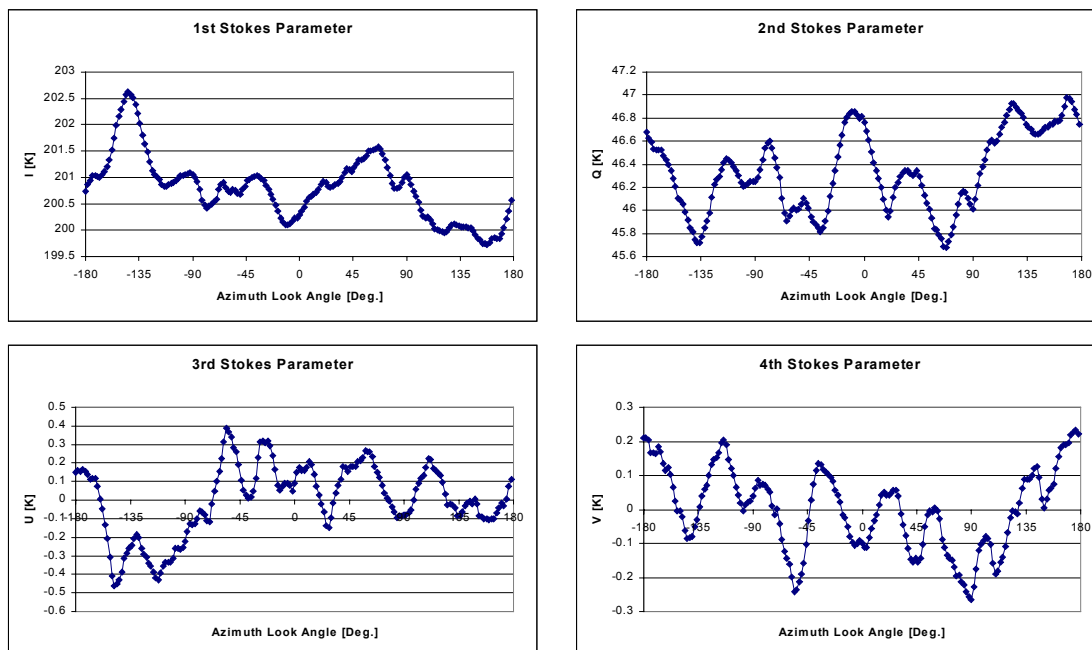 1st Stokes Parameter
I [K]
203
202.5
202
201.5
201
200.5
200
199.5
-180 -135 -90 -45 0 45 90 135 180
Azimuth Look Angle [Deg.]
2nd Stokes Parameter
Q [K]
47.2
47
46.8
46.6
46.4
46.2
46
45.8
45.6
-180 -135 -90 -45 0 45 90 135 180
Azimuth Look Angle [Deg.]
3rd Stokes Parameter
U [K]
0.5
0.4
0.3
0.2
0.1
0
-0.1
-0.2
-0.3
-0.4
-0.5
-0.6
-180 -135 -90 -45 0 45 90 135 180
Azimuth Look Angle [Deg.]
4th Stokes Parameter
V [K]
0.3
0.2
0.1
0
-0.1
-0.2
-0.3
-180 -135 -90 -45 0 45 90 135 180
Azimuth Look Angle [Deg.]